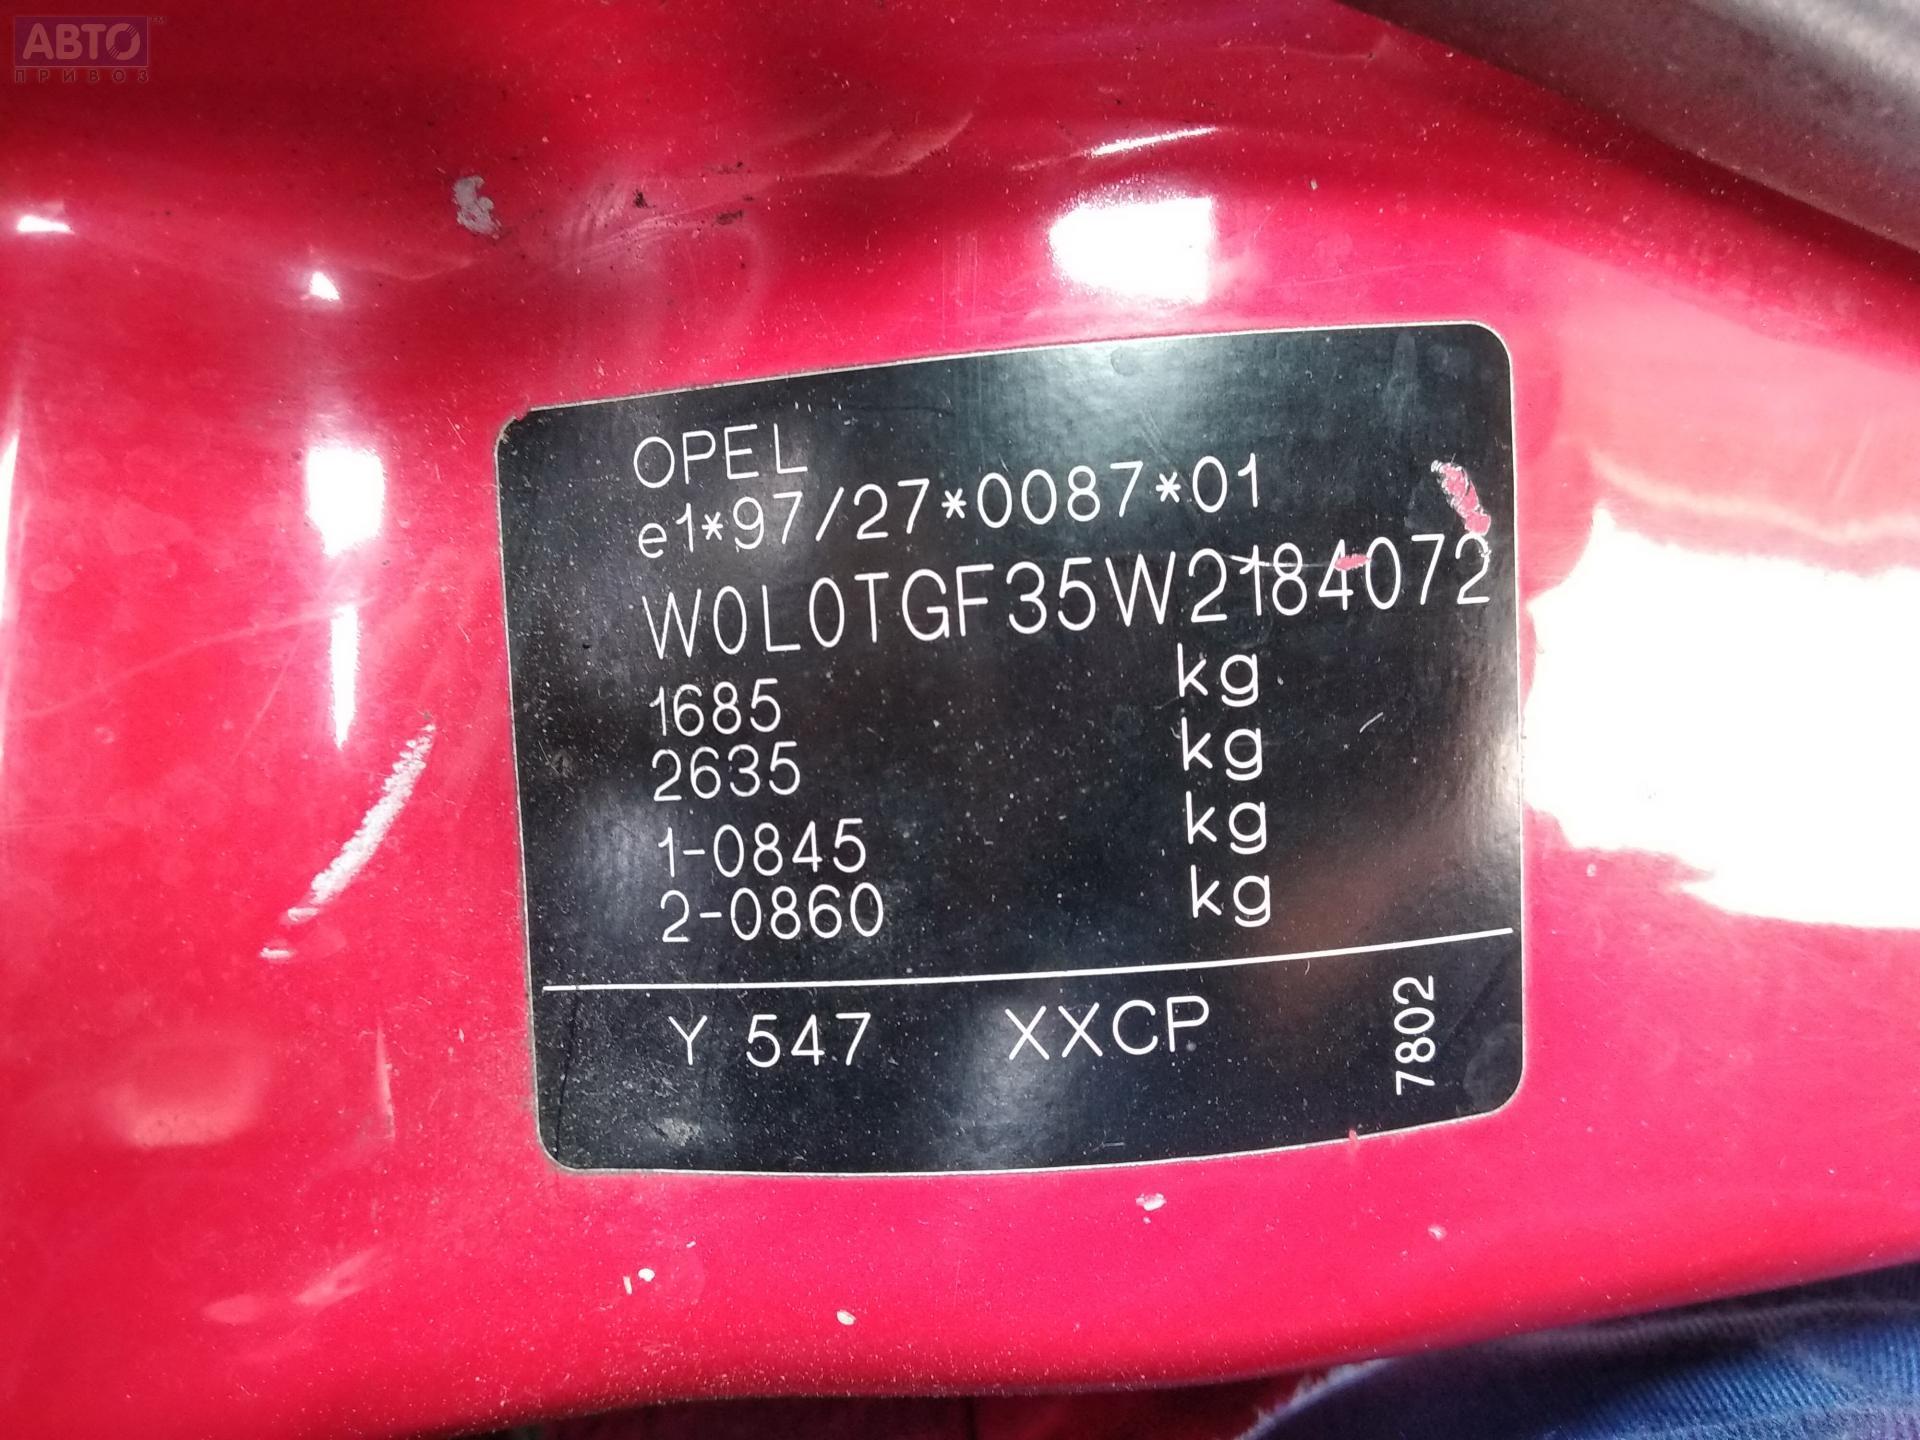 АВТО™
ПРИВОЗ
OPEL
e1*97/27*0087*01
W0L0TGF35W2184072
1685 kg
2635 kg
1-0845 kg
2-0860 kg
Y 547 XXCP
7802